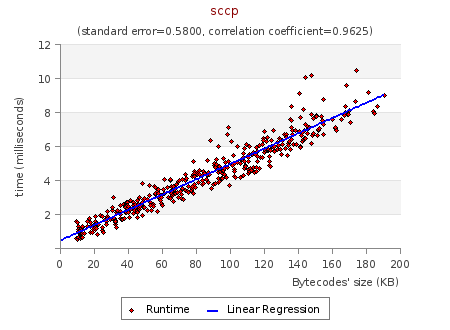 sccp
(standard error=0.5800, correlation coefficient=0.9625)
12
10
8
6
4
2
time (milliseconds)
0 20 40 60 80 100 120 140 160 180 200
Bytecodes' size (KB)
Runtime Linear Regression